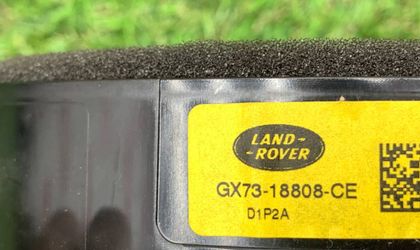 LAND-
-ROVER
GX73-18808-CE
D1P2A